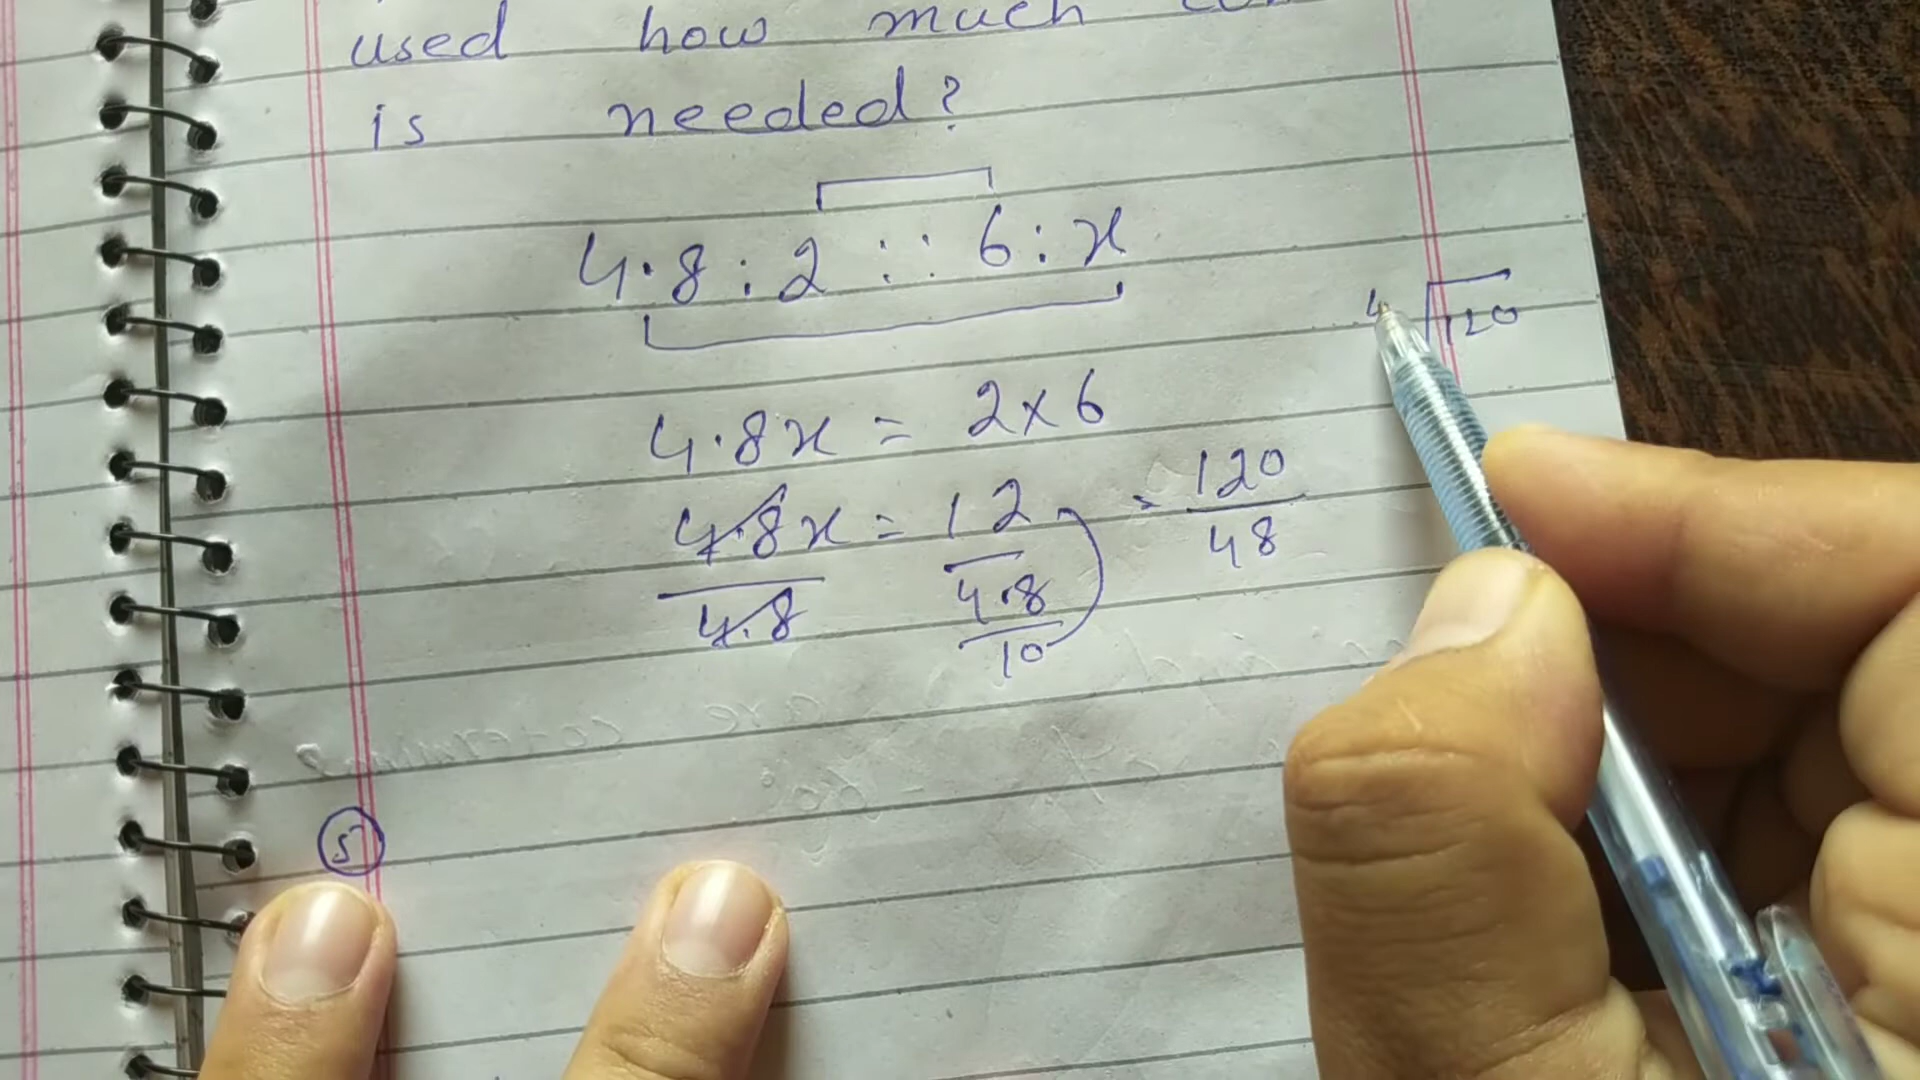 used how much
is needed?
4.8 : 2 :: 6 : x
4.8x = 2×6
4.8x = 12 = 120
4.8 4.8 48
10
4 120
5